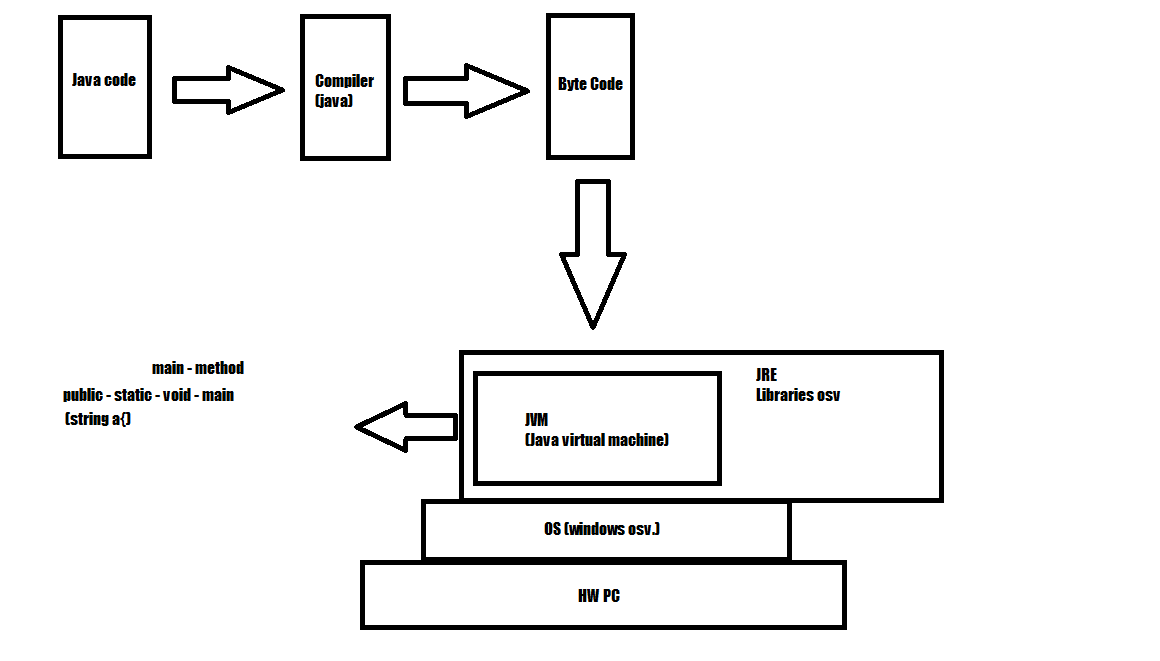 Java code
Compiler
(java)
Byte Code
main - method
public - static - void - main
(string a{)
JRE
Libraries osv
JVM
(Java virtual machine)
OS (windows osv.)
HW PC